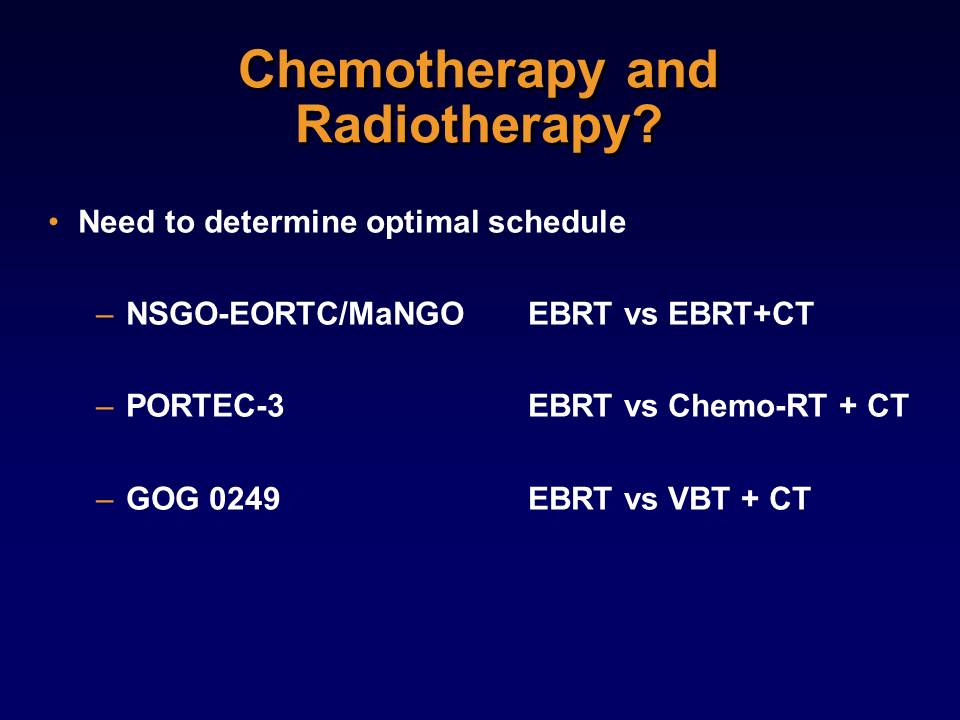 Chemotherapy and
Radiotherapy?
• Need to determine optimal schedule
– NSGO-EORTC/MaNGO EBRT vs EBRT+CT
– PORTEC-3 EBRT vs Chemo-RT + CT
– GOG 0249 EBRT vs VBT + CT